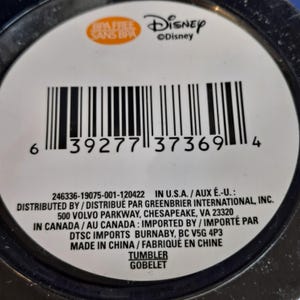 BPA FREE
SANS BPA
Disney
©Disney
6 39277 37369 4
246336-19075-001-120422 IN U.S.A. / AUX É.-U. :
DISTRIBUTED BY / DISTRIBUÉ PAR GREENBRIER INTERNATIONAL, INC.
500 VOLVO PARKWAY, CHESAPEAKE, VA 23320
IN CANADA / AU CANADA : IMPORTED BY / IMPORTÉ PAR
DTSC IMPORTS BURNABY, BC V5G 4P3
MADE IN CHINA / FABRIQUÉ EN CHINE
TUMBLER
GOBELET